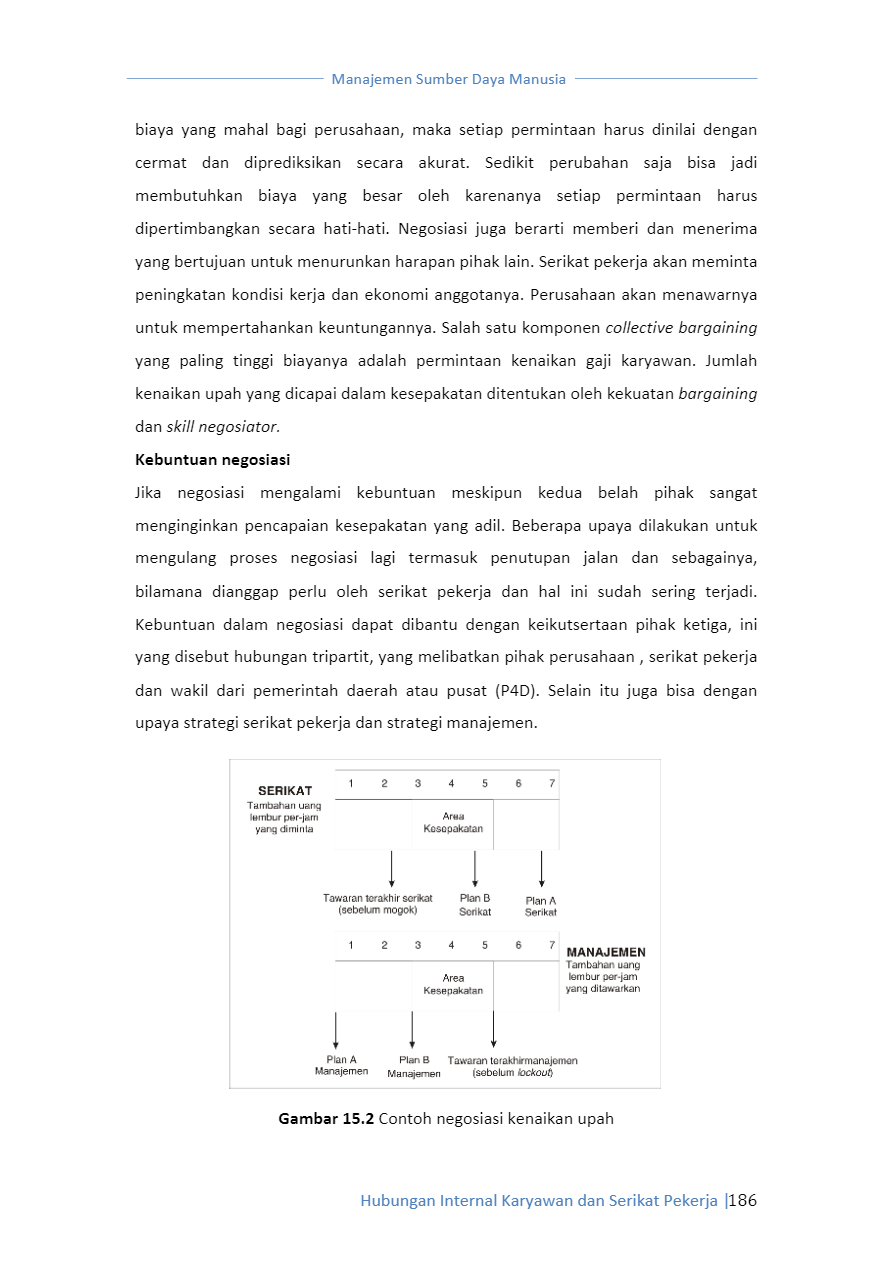 Manajemen Sumber Daya Manusia
biaya yang mahal bagi perusahaan, maka setiap permintaan harus dinilai dengan
cermat dan diprediksikan secara akurat. Sedikit perubahan saja bisa jadi
membutuhkan biaya yang besar oleh karenanya setiap permintaan harus
dipertimbangkan secara hati-hati. Negosiasi juga berarti memberi dan menerima
yang bertujuan untuk menurunkan harapan pihak lain. Serikat pekerja akan meminta
peningkatan kondisi kerja dan ekonomi anggotanya. Perusahaan akan menawarnya
untuk mempertahankan keuntungannya. Salah satu komponen collective bargaining
yang paling tinggi biayanya adalah permintaan kenaikan gaji karyawan. Jumlah
kenaikan upah yang dicapai dalam kesepakatan ditentukan oleh kekuatan bargaining
dan skill negosiator.
Kebuntuan negosiasi
Jika negosiasi mengalami kebuntuan meskipun kedua belah pihak sangat
menginginkan pencapaian kesepakatan yang adil. Beberapa upaya dilakukan untuk
mengulang proses negosiasi lagi termasuk penutupan jalan dan sebagainya,
bilamana dianggap perlu oleh serikat pekerja dan hal ini sudah sering terjadi.
Kebuntuan dalam negosiasi dapat dibantu dengan keikutsertaan pihak ketiga, ini
yang disebut hubungan tripartit, yang melibatkan pihak perusahaan , serikat pekerja
dan wakil dari pemerintah daerah atau pusat (P4D). Selain itu juga bisa dengan
upaya strategi serikat pekerja dan strategi manajemen.
SERIKAT
Tambahan uang
lembur per-jam
yang diminta
1 2 3 4 5 6 7
Area
Kesepakatan
Tawaran terakhir serikat
(sebelum mogok)
Plan B
Serikat
Plan A
Serikat
1 2 3 4 5 6 7
MANAJEMEN
Tambahan uang
lembur per-jam
yang ditawarkan
Area
Kesepakatan
Plan A
Manajemen
Plan B
Manajemen
Tawaran terakhirmanajemen
(sebelum lockout)
Gambar 15.2 Contoh negosiasi kenaikan upah
Hubungan Internal Karyawan dan Serikat Pekerja |186